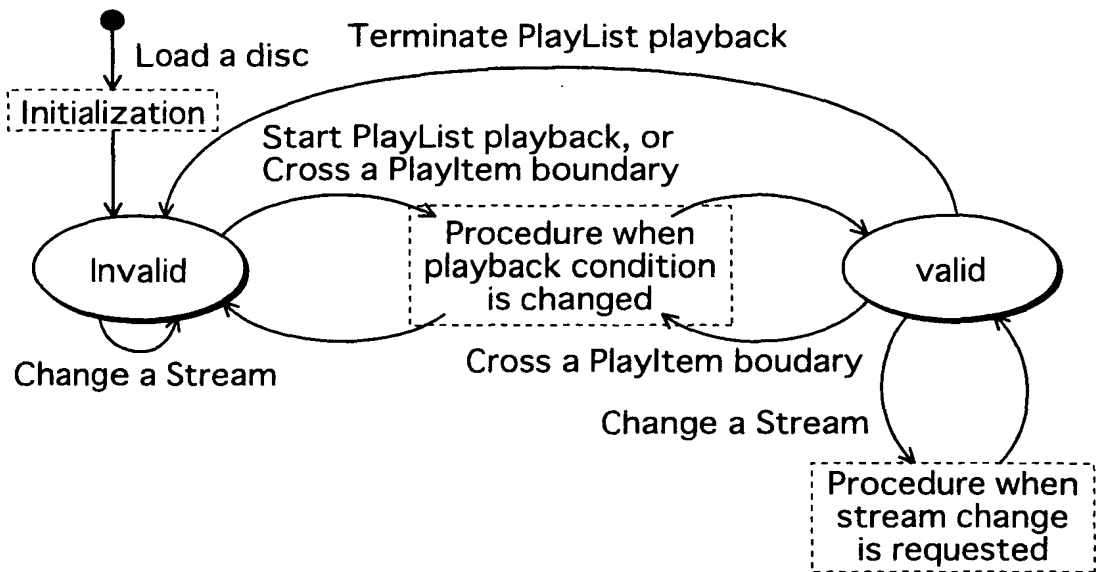 Terminate PlayList playback
Load a disc
Initialization
Start PlayList playback, or
Cross a PlayItem boundary
Invalid
Procedure when
playback condition
is changed
valid
Change a Stream
Cross a PlayItem boudary
Change a Stream
Procedure when
stream change
is requested